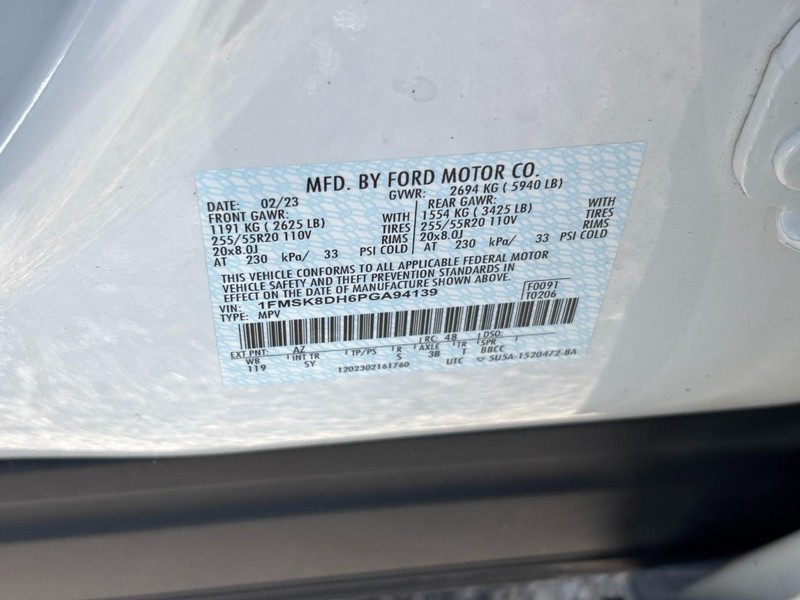 MFD. BY FORD MOTOR CO.
DATE: 02/23 GVWR: 2694 KG ( 5940 LB)
FRONT GAWR: REAR GAWR:
1191 KG ( 2625 LB) WITH 1554 KG ( 3425 LB) WITH
255/55R20 110V TIRES 255/55R20 110V TIRES
20x8.0J RIMS 20x8.0J RIMS
AT 230 kPa/ 33 PSI COLD AT 230 kPa/ 33 PSI COLD
THIS VEHICLE CONFORMS TO ALL APPLICABLE FEDERAL MOTOR
VEHICLE SAFETY AND THEFT PREVENTION STANDARDS IN
EFFECT ON THE DATE OF MANUFACTURE SHOWN ABOVE.
VIN: 1FMSK8DH6PGA94139 F0091
TYPE: MPV T0206
EXT PNT: AZ RC: 48 DSO:
WB INT TR TP/PS R AXLE TR SPR
119 SY S 3B T BBCC
1202302161760 UTC 5U5A-1520472-BA